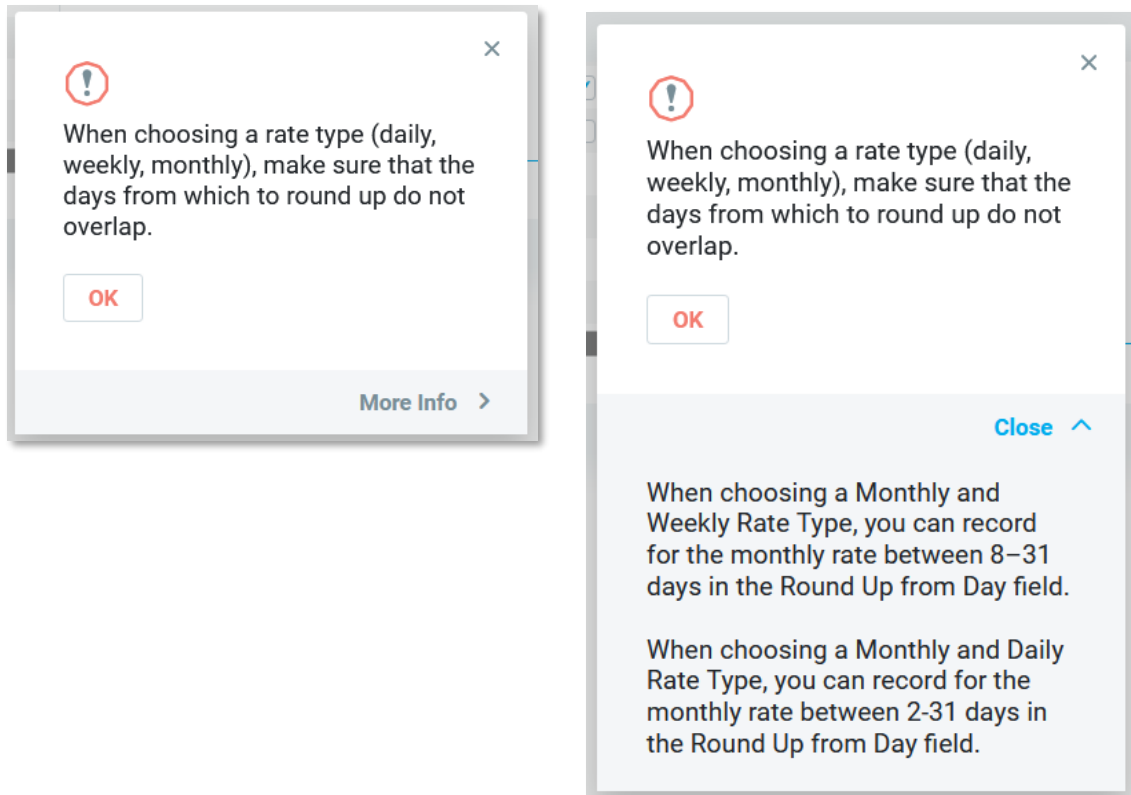 When choosing a rate type (daily,
weekly, monthly), make sure that the
days from which to round up do not
overlap.
OK
More Info
When choosing a rate type (daily,
weekly, monthly), make sure that the
days from which to round up do not
overlap.
OK
Close
When choosing a Monthly and
Weekly Rate Type, you can record
for the monthly rate between 8–31
days in the Round Up from Day field.
When choosing a Monthly and Daily
Rate Type, you can record for the
monthly rate between 2-31 days in
the Round Up from Day field.